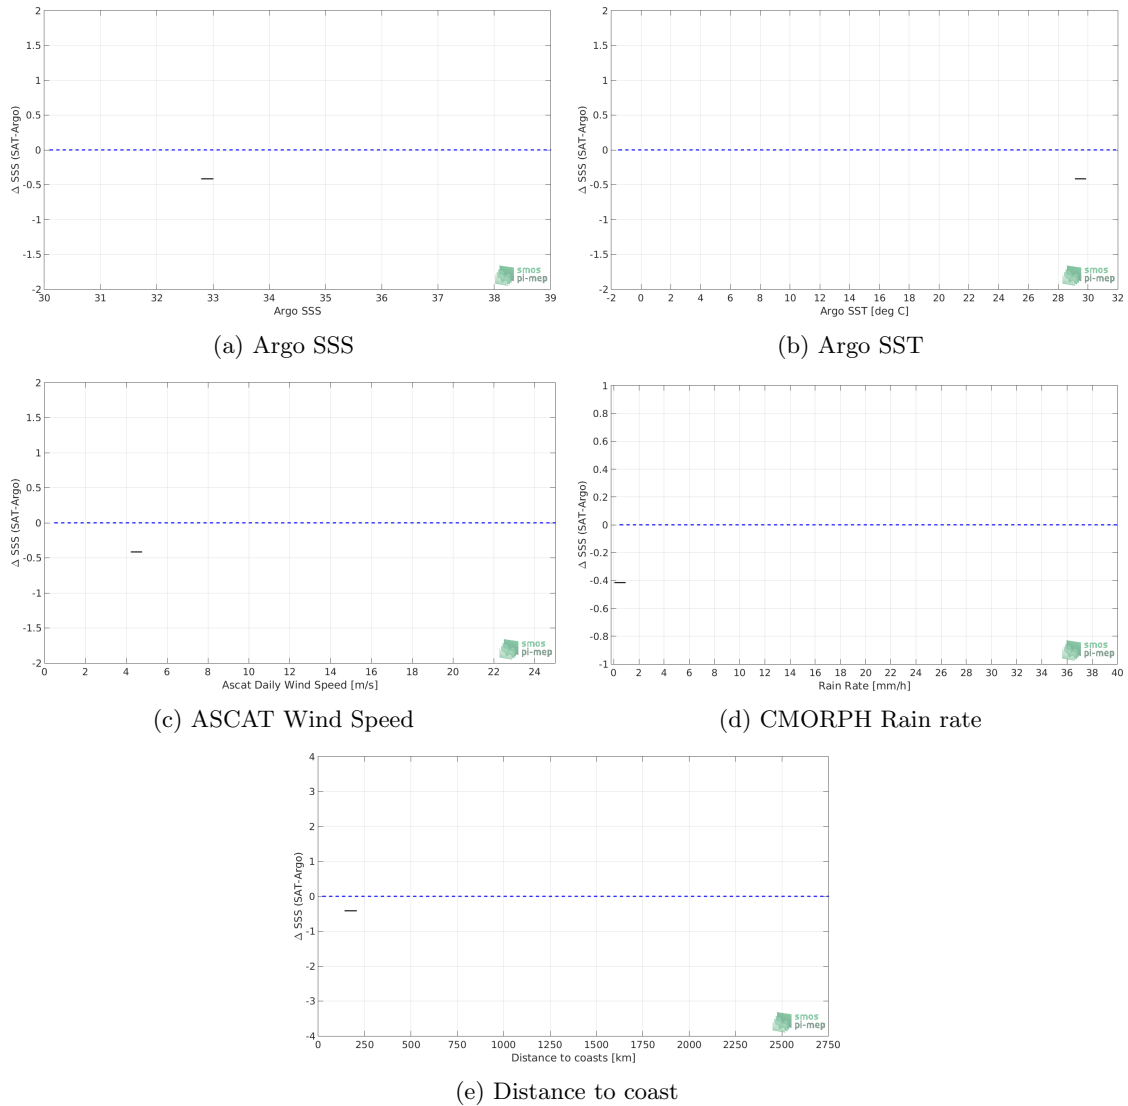 2
1.5
1
0.5
0
-0.5
-1
-1.5
-2
Δ SSS (SAT-Argo)
30 31 32 33 34 35 36 37 38 39
Argo SSS
smos
pi-mep
(a) Argo SSS
2
1.5
1
0.5
0
-0.5
-1
-1.5
-2
Δ SSS (SAT-Argo)
-2 0 2 4 6 8 10 12 14 16 18 20 22 24 26 28 30 32
Argo SST [deg C]
smos
pi-mep
(b) Argo SST
2
1.5
1
0.5
0
-0.5
-1
-1.5
-2
Δ SSS (SAT-Argo)
0 2 4 6 8 10 12 14 16 18 20 22 24
Ascat Daily Wind Speed [m/s]
smos
pi-mep
(c) ASCAT Wind Speed
1
0.8
0.6
0.4
0.2
0
-0.2
-0.4
-0.6
-0.8
-1
Δ SSS (SAT-Argo)
0 2 4 6 8 10 12 14 16 18 20 22 24 26 28 30 32 34 36 38 40
Rain Rate [mm/h]
smos
pi-mep
(d) CMORPH Rain rate
4
3
2
1
0
-1
-2
-3
-4
Δ SSS (SAT-Argo)
0 250 500 750 1000 1250 1500 1750 2000 2250 2500 2750
Distance to coasts [km]
smos
pi-mep
(e) Distance to coast